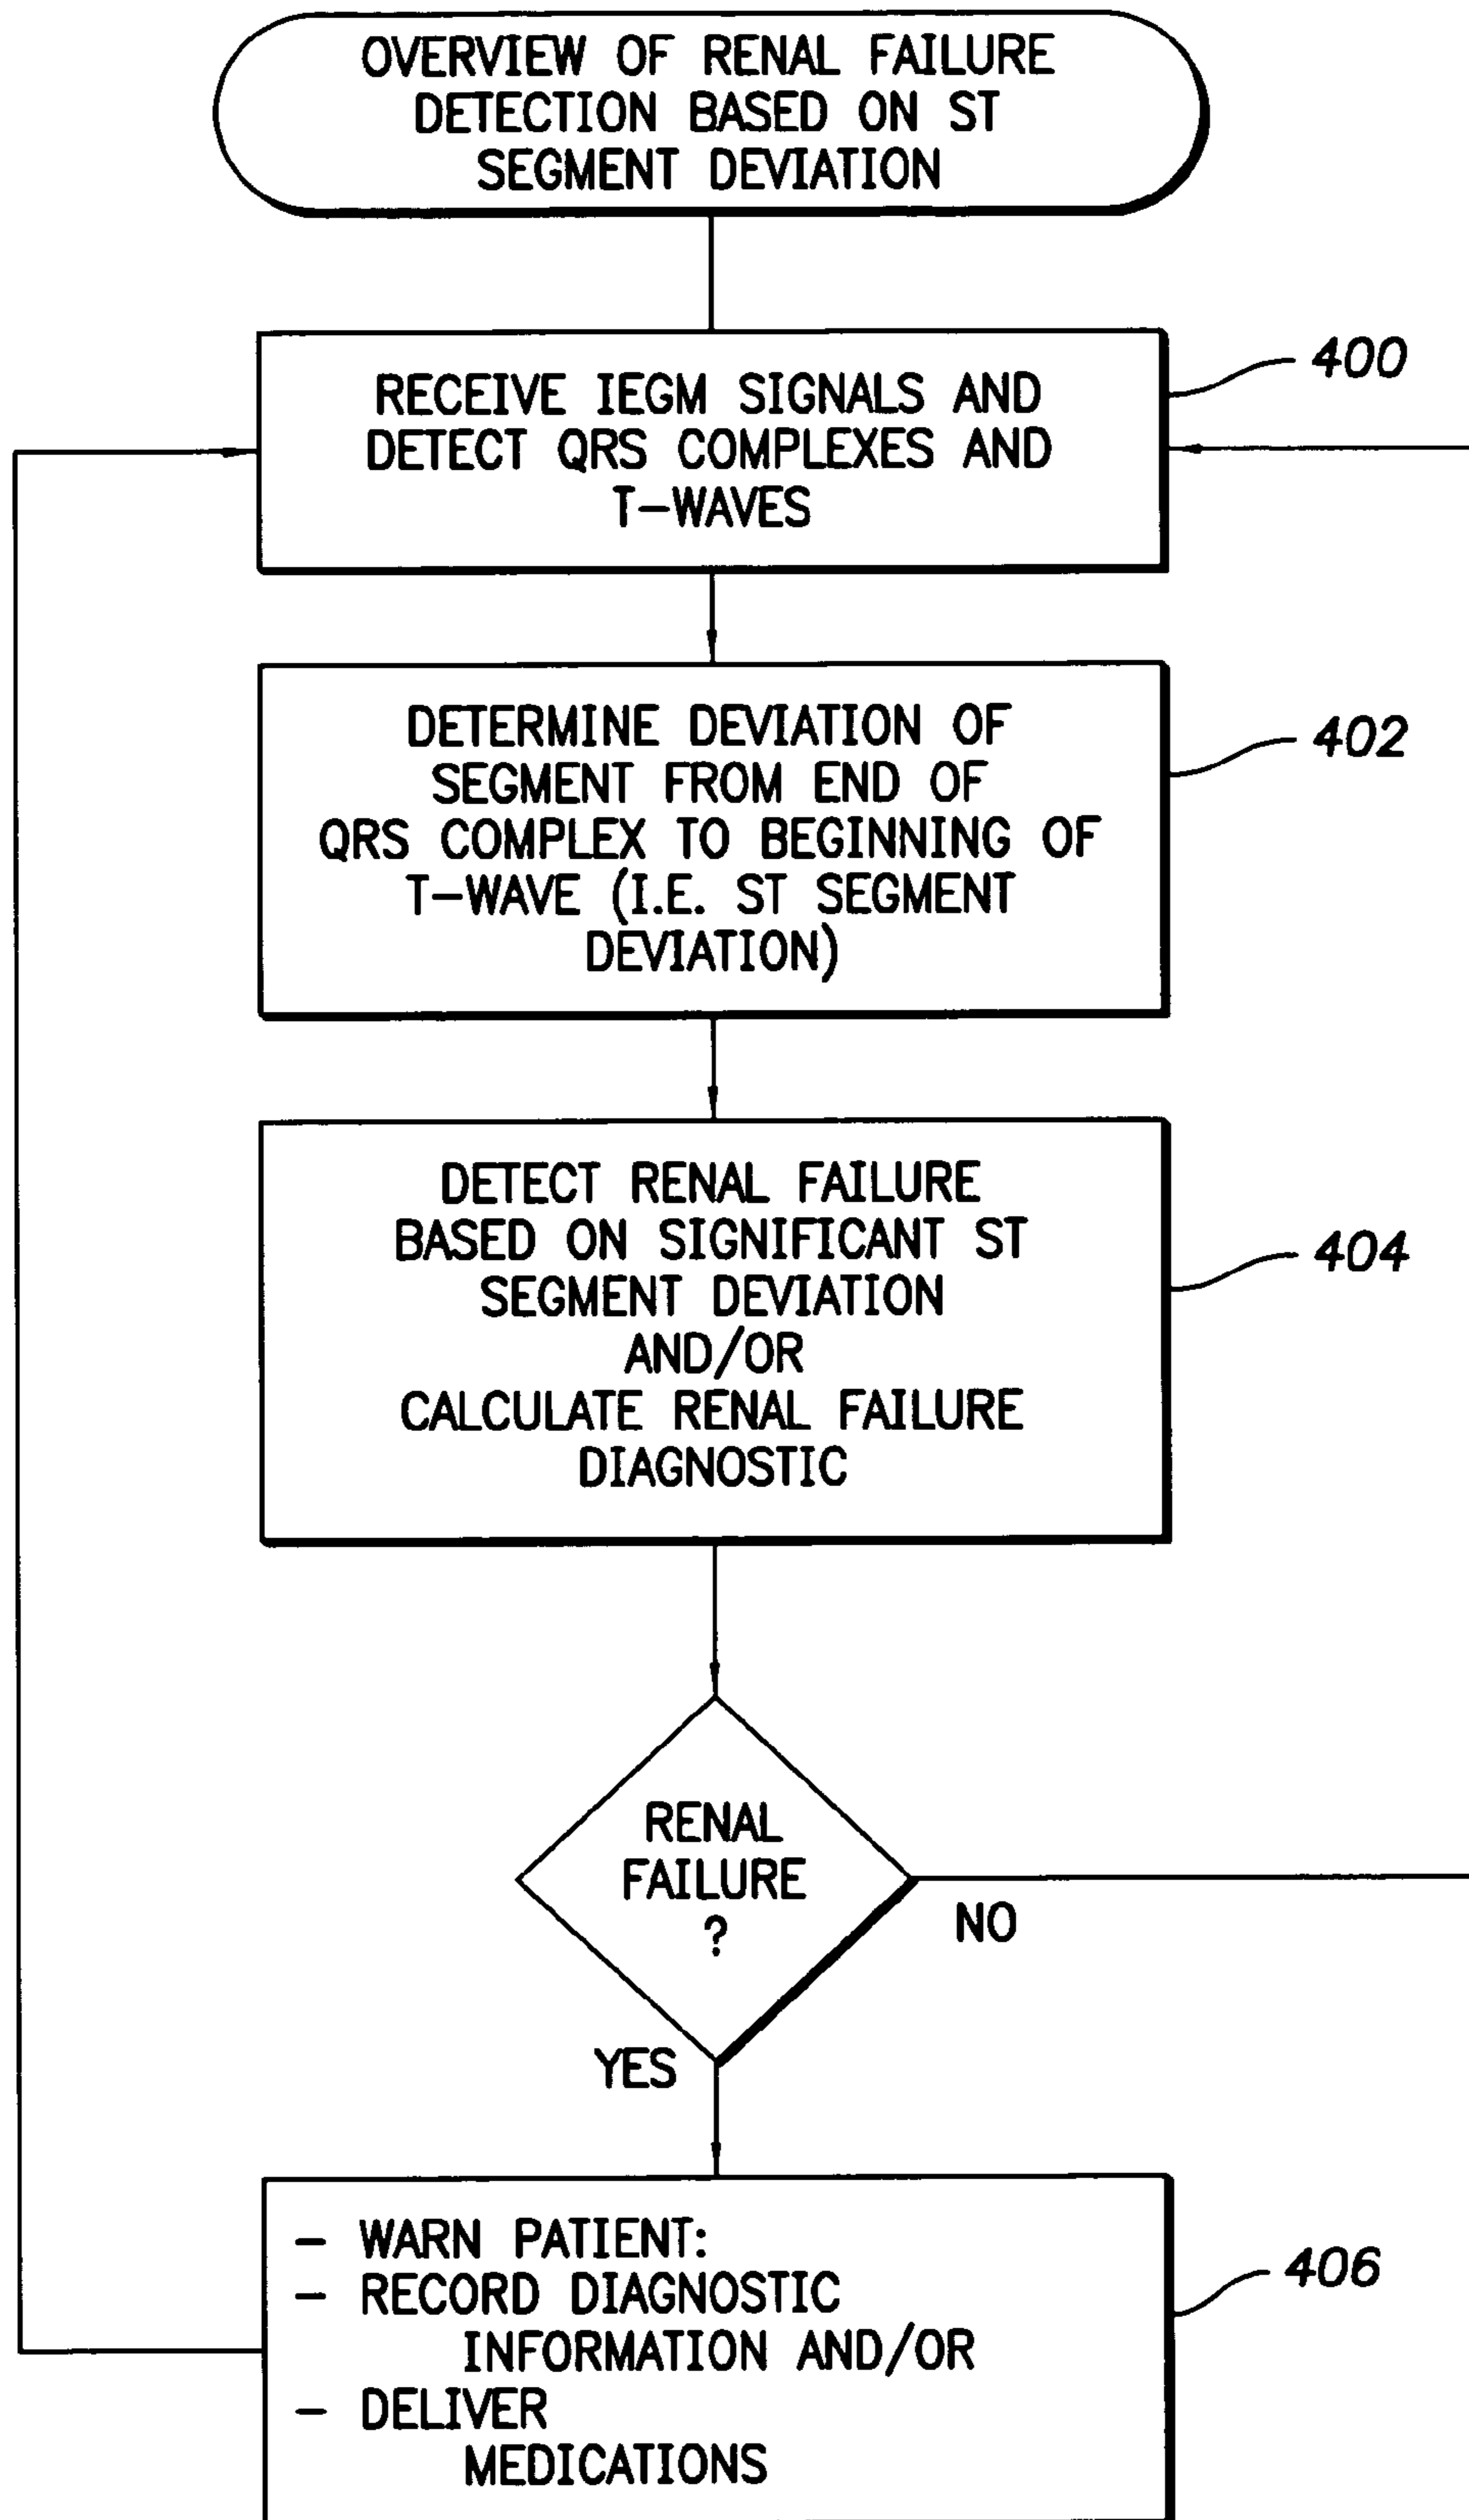 OVERVIEW OF RENAL FAILURE
DETECTION BASED ON ST
SEGMENT DEVIATION
RECEIVE IEGM SIGNALS AND
DETECT QRS COMPLEXES AND
T-WAVES
400
DETERMINE DEVIATION OF
SEGMENT FROM END OF
QRS COMPLEX TO BEGINNING OF
T-WAVE (I.E. ST SEGMENT
DEVIATION)
402
DETECT RENAL FAILURE
BASED ON SIGNIFICANT ST
SEGMENT DEVIATION
AND/OR
CALCULATE RENAL FAILURE
DIAGNOSTIC
404
RENAL
FAILURE
?
NO
YES
- WARN PATIENT:
- RECORD DIAGNOSTIC
INFORMATION AND/OR
- DELIVER
MEDICATIONS
406